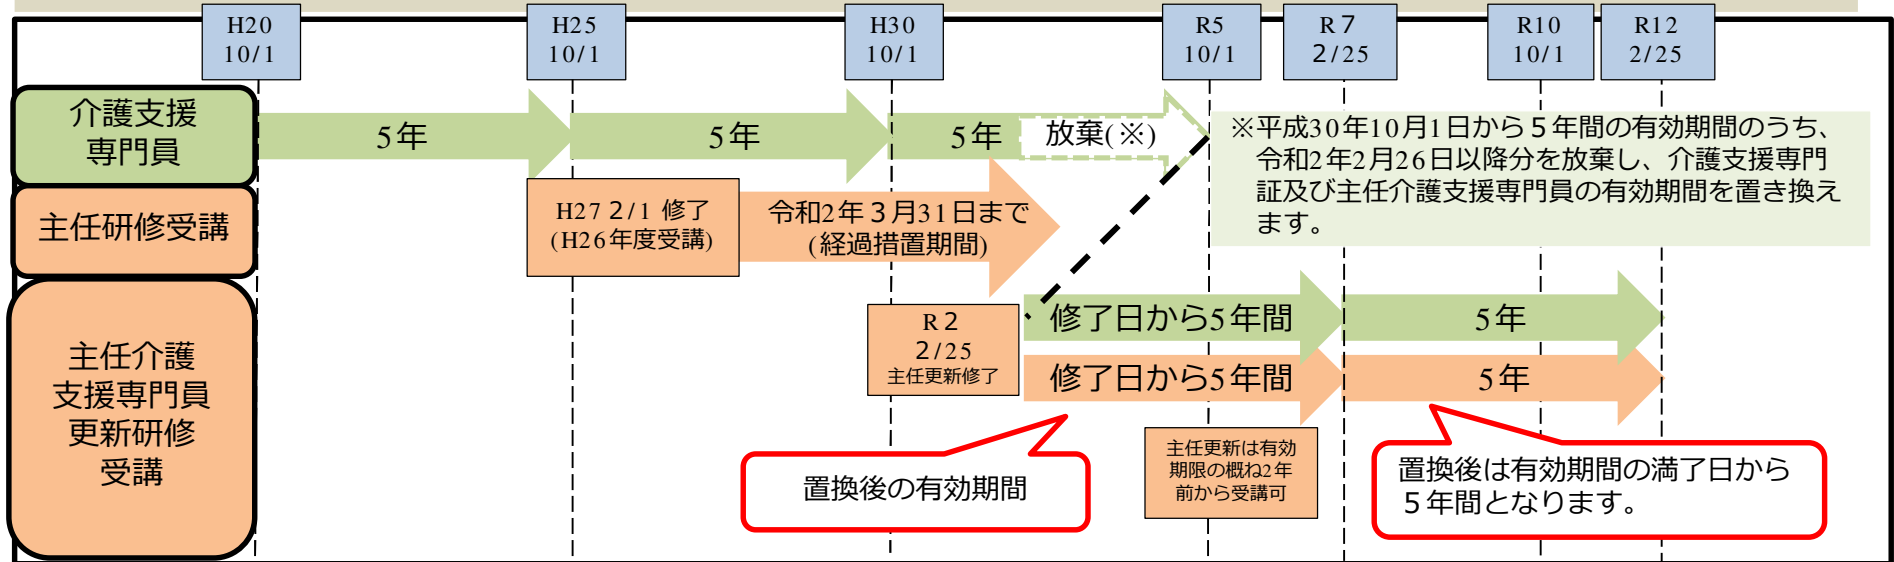 H20
10/1
H25
10/1
H30
10/1
R5
10/1
R７
２/25
R10
10/1
R12
2/25
介護支援
専門員
5年
5年
5年
放棄(※)
※平成30年10月1日から５年間の有効期間のうち、
令和2年2月26日以降分を放棄し、介護支援専門
証及び主任介護支援専門員の有効期間を置き換え
ます。
主任研修受講
H27 2/1 修了
(H26年度受講)
令和2年３月31日まで
(経過措置期間)
主任介護
支援専門員
更新研修
受講
R２
２/25
主任更新修了
修了日から5年間
5年
修了日から5年間
5年
置換後の有効期間
主任更新は有効
期限の概ね2年
前から受講可
置換後は有効期間の満了日から
５年間となります。